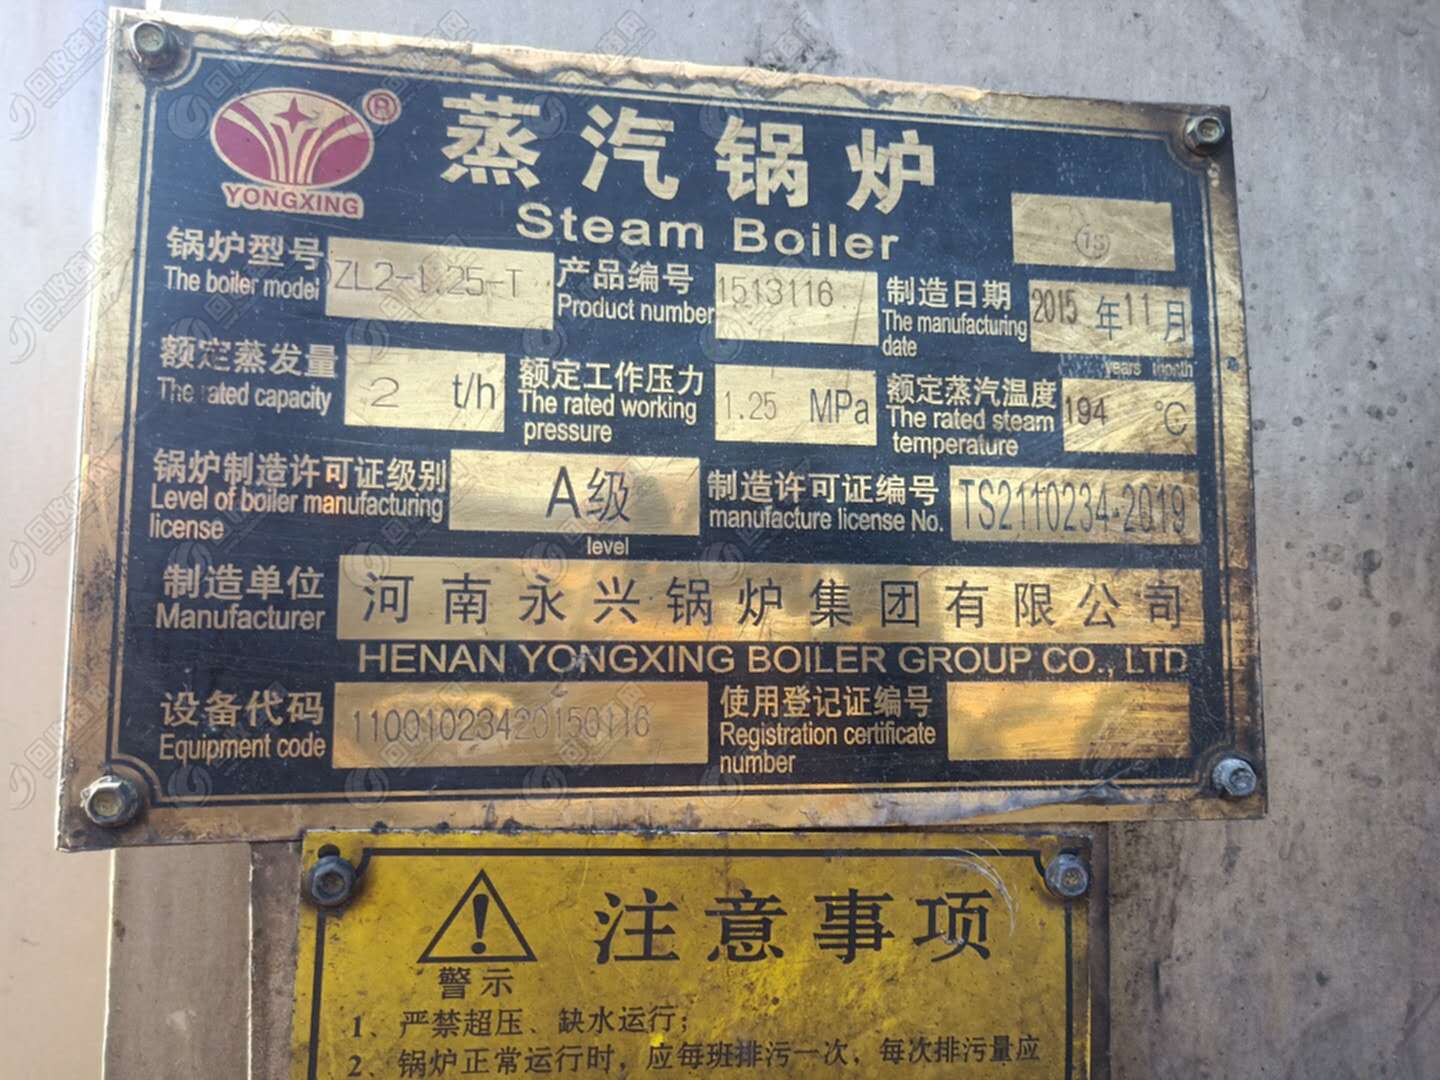 YONGXING ®
蒸汽锅炉
Steam Boiler
15
锅炉型号 DZL2-1.25-T 产品编号 1513116 制造日期 2015 年 11 月
The boiler model Product number The manufacturing date years month
额定蒸发量 2 t/h 额定工作压力 1.25 MPa 额定蒸汽温度 194 ℃
The rated capacity The rated working pressure The rated steam temperature
锅炉制造许可证级别 A级 制造许可证编号 TS2110234-2019
Level of boiler manufacturing license level manufacture license No.
制造单位 河南永兴锅炉集团有限公司
Manufacturer HENAN YONGXING BOILER GROUP CO., LTD
设备代码 11001023420150116 使用登记证编号
Equipment code Registration certificate number
警示 注意事项
1、严禁超压、缺水运行;
2、锅炉正常运行时，应每班排污一次，每次排污量应
回收商网